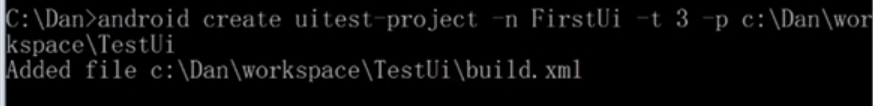 C:\Dan>android create uitest-project -n FirstUi -t 3 -p c:\Dan\wor
kspace\TestUi
Added file c:\Dan\workspace\TestUi\build.xml